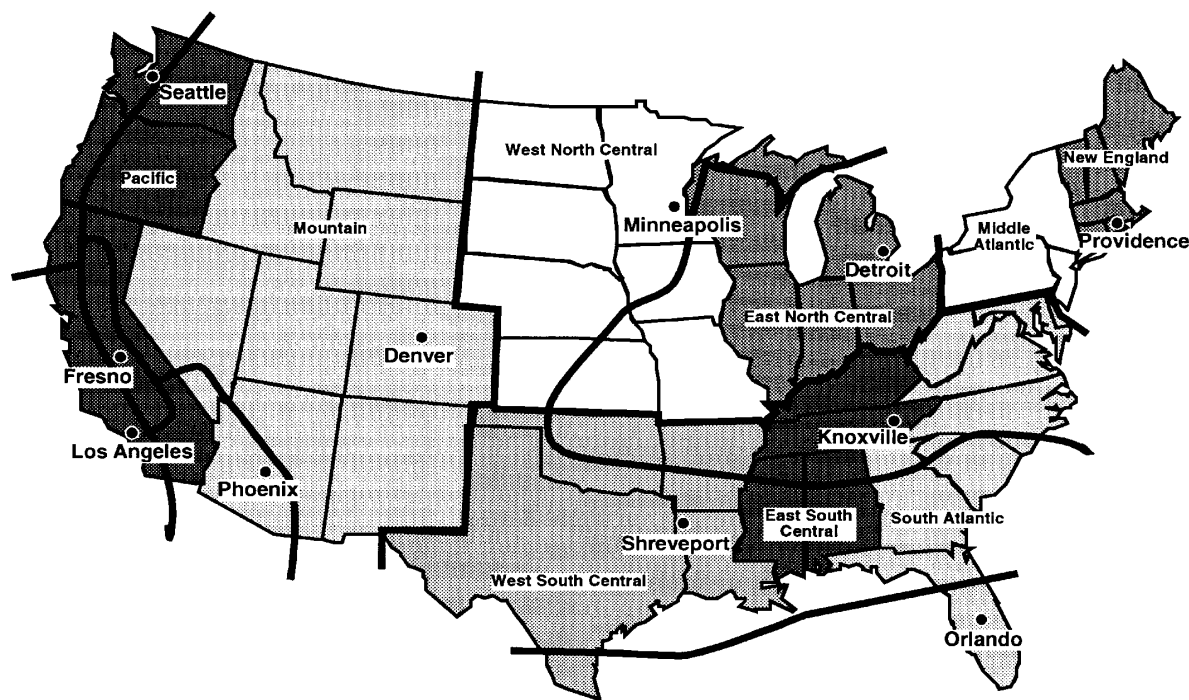 Seattle
West North Central
New England
Pacific
Mountain
Minneapolis
Middle
Atlantic
Providence
Detroit
East North Central
Denver
Fresno
Knoxville
Los Angeles
Phoenix
East South
Central
South Atlantic
Shreveport
West South Central
Orlando